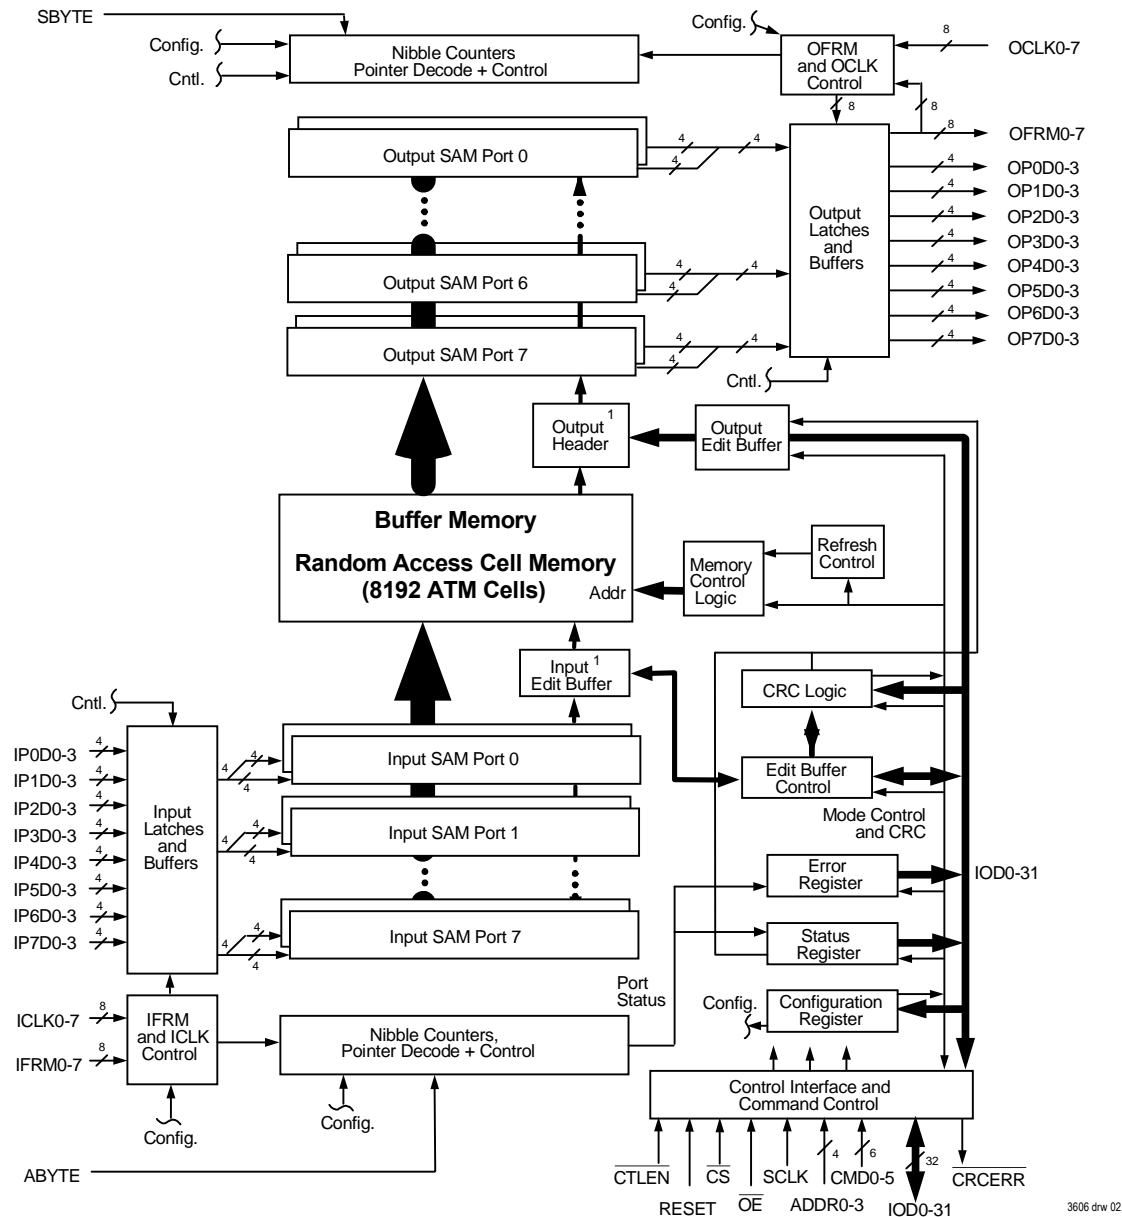 SBYTE
Config.
Cntl.
Nibble Counters
Pointer Decode + Control
Config.
OFRM
and OCLK
Control
8
OCLK0-7
8
8
8
OFRM0-7
Output SAM Port 0
4
4
4
4
OP0D0-3
4
OP1D0-3
4
OP2D0-3
4
OP3D0-3
4
OP4D0-3
4
OP5D0-3
4
OP6D0-3
4
OP7D0-3
Output
Latches
and
Buffers
Output SAM Port 6
4
4
4
Output SAM Port 7
4
4
4
Cntl.
Output 1
Header
Output
Edit Buffer
Buffer Memory
Random Access Cell Memory
(8192 ATM Cells)
Addr
Memory
Control
Logic
Refresh
Control
Input 1
Edit Buffer
CRC Logic
Edit Buffer
Control
Mode Control
and CRC
Cntl.
IP0D0-3
4
IP1D0-3
4
IP2D0-3
4
IP3D0-3
4
IP4D0-3
4
IP5D0-3
4
IP6D0-3
4
IP7D0-3
4
Input
Latches
and
Buffers
4
4
4
Input SAM Port 0
4
4
4
Input SAM Port 1
4
4
4
Input SAM Port 7
Error
Register
IOD0-31
Status
Register
Port
Status
Config.
Configuration
Register
ICLK0-7
8
IFRM0-7
8
IFRM
and ICLK
Control
Nibble Counters,
Pointer Decode + Control
Config.
Config.
ABYTE
Control Interface and
Command Control
4
6
32
CTLEN
RESET
CS
OE
SCLK
ADDR0-3
CMD0-5
IOD0-31
CRCERR
3606 drw 02